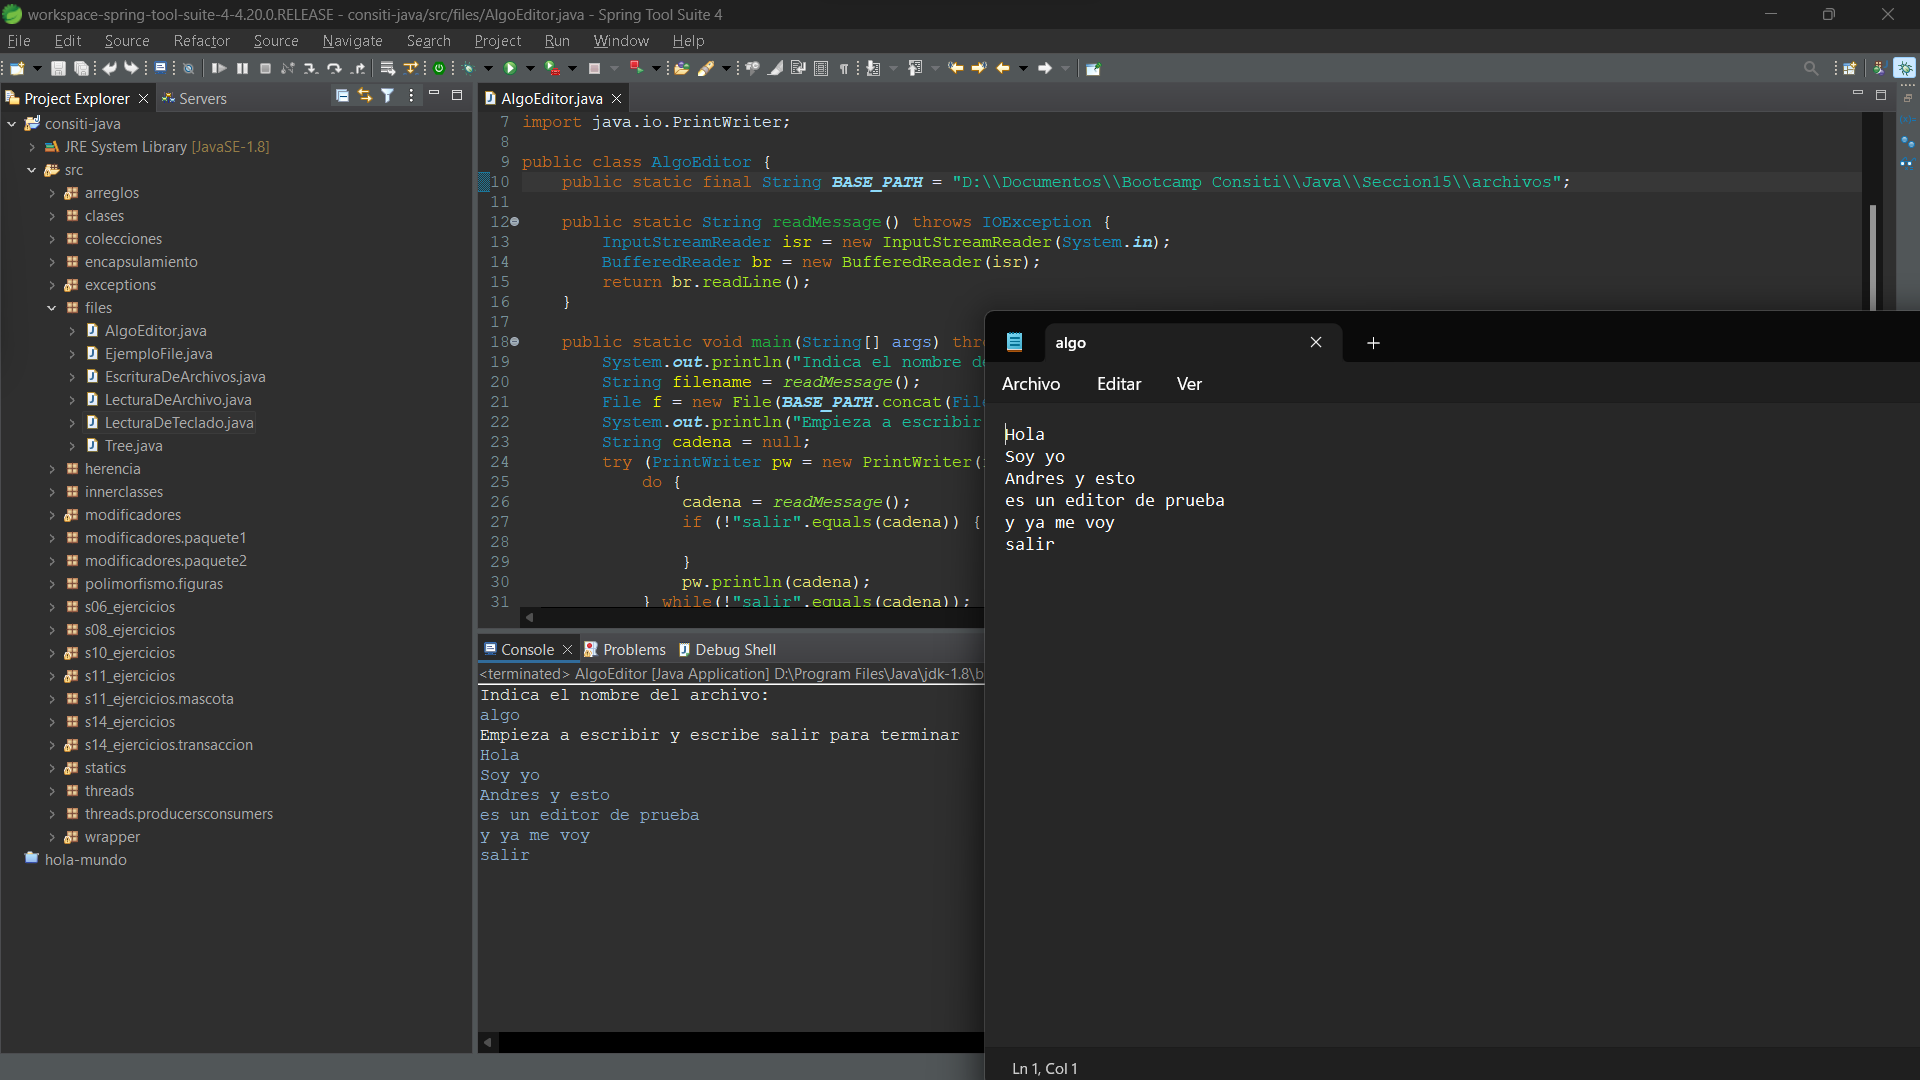 workspace-spring-tool-suite-4-4.20.0.RELEASE - consiti-java/src/files/AlgoEditor.java - Spring Tool Suite 4
File Edit Source Refactor Source Navigate Search Project Run Window Help
Project Explorer Servers
consiti-java
JRE System Library [JavaSE-1.8]
src
arreglos
clases
colecciones
encapsulamiento
exceptions
files
AlgoEditor.java
EjemploFile.java
EscrituraDeArchivos.java
LecturaDeArchivo.java
LecturaDeTeclado.java
Tree.java
herencia
innerclasses
modificadores
modificadores.paquete1
modificadores.paquete2
polimorfismo.figuras
s06_ejercicios
s08_ejercicios
s10_ejercicios
s11_ejercicios
s11_ejercicios.mascota
s14_ejercicios
s14_ejercicios.transaccion
statics
threads
threads.producersconsumers
wrapper
hola-mundo
AlgoEditor.java
7 import java.io.PrintWriter;
8
9 public class AlgoEditor {
10 public static final String BASE_PATH = "D:\\Documentos\\Bootcamp Consiti\\Java\\Seccion15\\archivos";
11
12 public static String readMessage() throws IOException {
13 InputStreamReader isr = new InputStreamReader(System.in);
14 BufferedReader br = new BufferedReader(isr);
15 return br.readLine();
16 }
17
18 public static void main(String[] args) thr
19 System.out.println("Indica el nombre de
20 String filename = readMessage();
21 File f = new File(BASE_PATH.concat(File
22 System.out.println("Empieza a escribir
23 String cadena = null;
24 try (PrintWriter pw = new PrintWriter(
25 do {
26 cadena = readMessage();
27 if (!"salir".equals(cadena)) {
28
29 }
30 pw.println(cadena);
31 } while(!"salir".equals(cadena));
Console Problems Debug Shell
<terminated> AlgoEditor [Java Application] D:\Program Files\Java\jdk-1.8\b
Indica el nombre del archivo:
algo
Empieza a escribir y escribe salir para terminar
Hola
Soy yo
Andres y esto
es un editor de prueba
y ya me voy
salir
algo
Archivo Editar Ver
Hola
Soy yo
Andres y esto
es un editor de prueba
y ya me voy
salir
Ln 1, Col 1